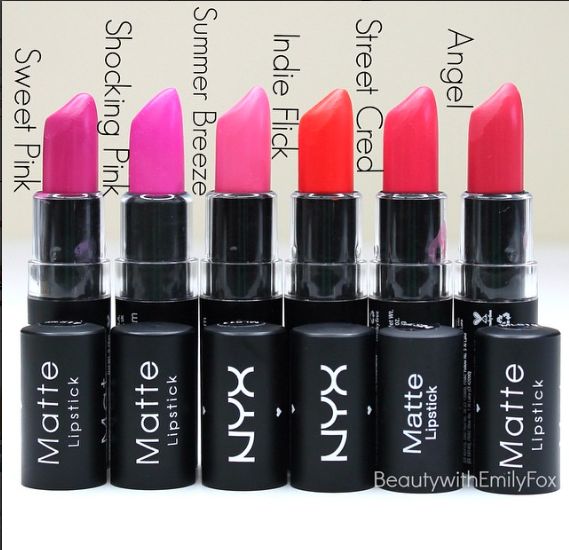 Sweet Pink
Shocking Pink
Summer Breeze
Indie Flick
Street Cred
Angel
Matte
Lipstick
Matte
Lipstick
NYX
NYX
Matte
Lipstick
Matte
Lipstick
BeautywithEmilyFox